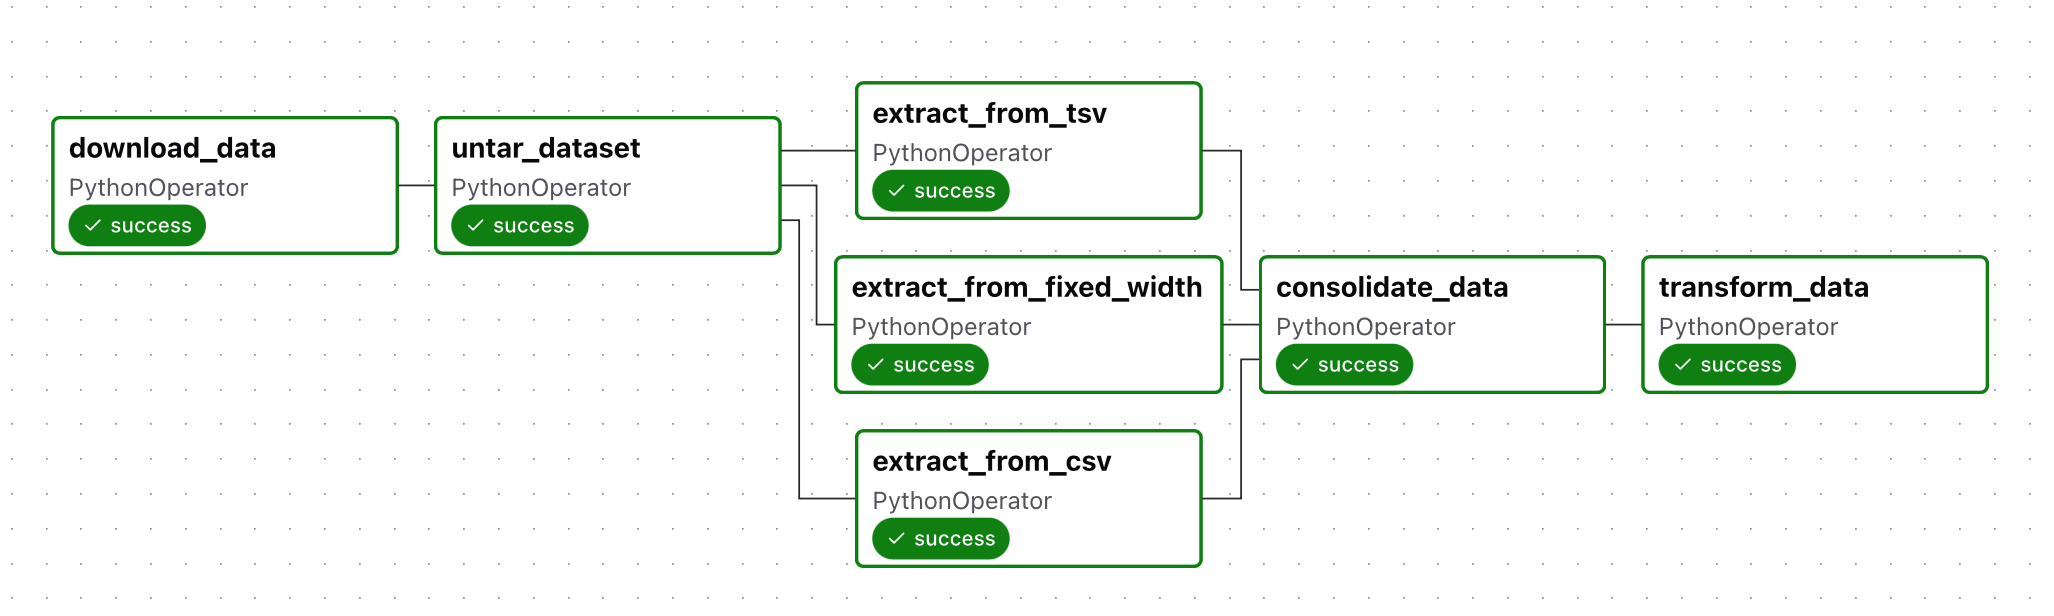 download_data
PythonOperator
success
untar_dataset
PythonOperator
success
extract_from_tsv
PythonOperator
success
extract_from_fixed_width
PythonOperator
success
extract_from_csv
PythonOperator
success
consolidate_data
PythonOperator
success
transform_data
PythonOperator
success